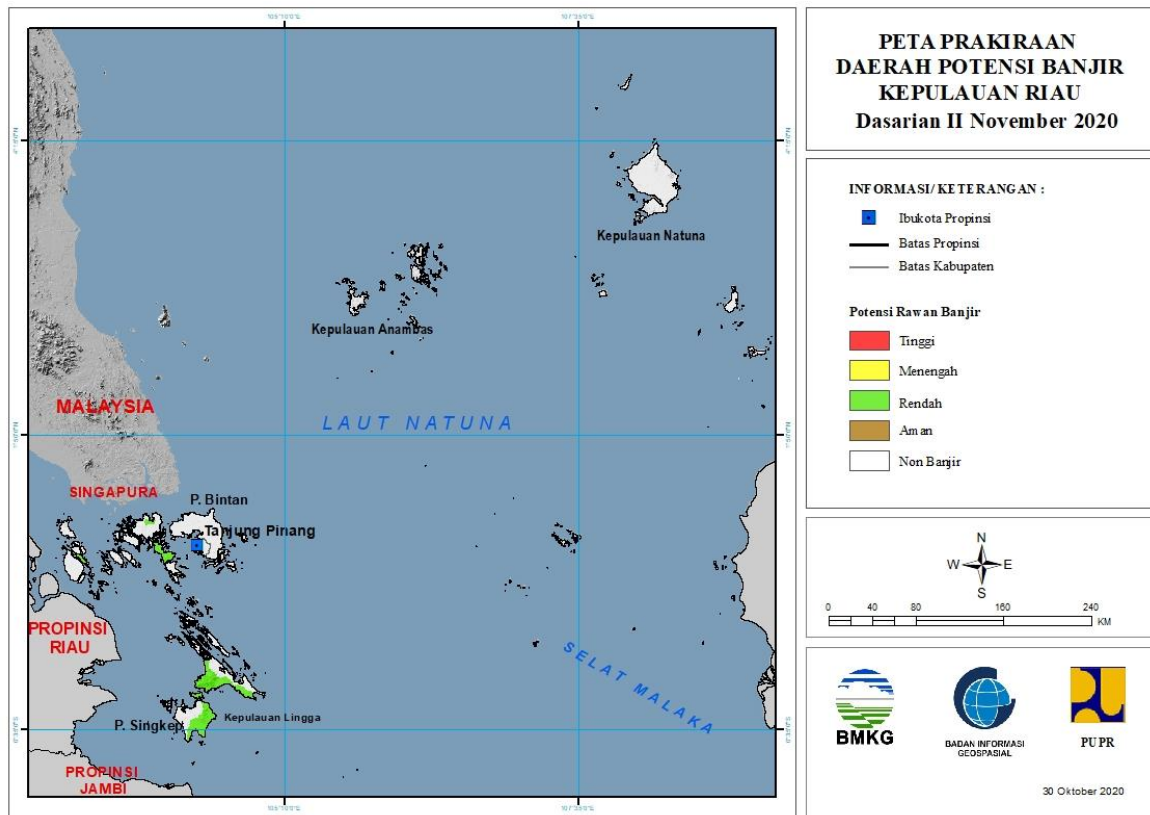 PETA PRAKIRAAN
DAERAH POTENSI BANJIR
KEPULAUAN RIAU
Dasarian II November 2020
INFORMASI/ KETERANGAN :
Ibukota Propinsi
Batas Propinsi
Batas Kabupaten
Potensi Rawan Banjir
Tinggi
Menengah
Rendah
Aman
Non Banjir
N
W E
S
0 40 80 160 240
KM
BMKG
BADAN INFORMASI
GEOSPASIAL
PUPR
30 Oktober 2020
Kepulauan Natuna
Kepulauan Anambas
MALAYSIA
LAUT NATUNA
SINGAPURA
P. Bintan
Tanjung Pinang
PROPINSI
RIAU
SELAT MALAKA
P. Singkep
Kepulauan Lingga
PROPINSI
JAMBI